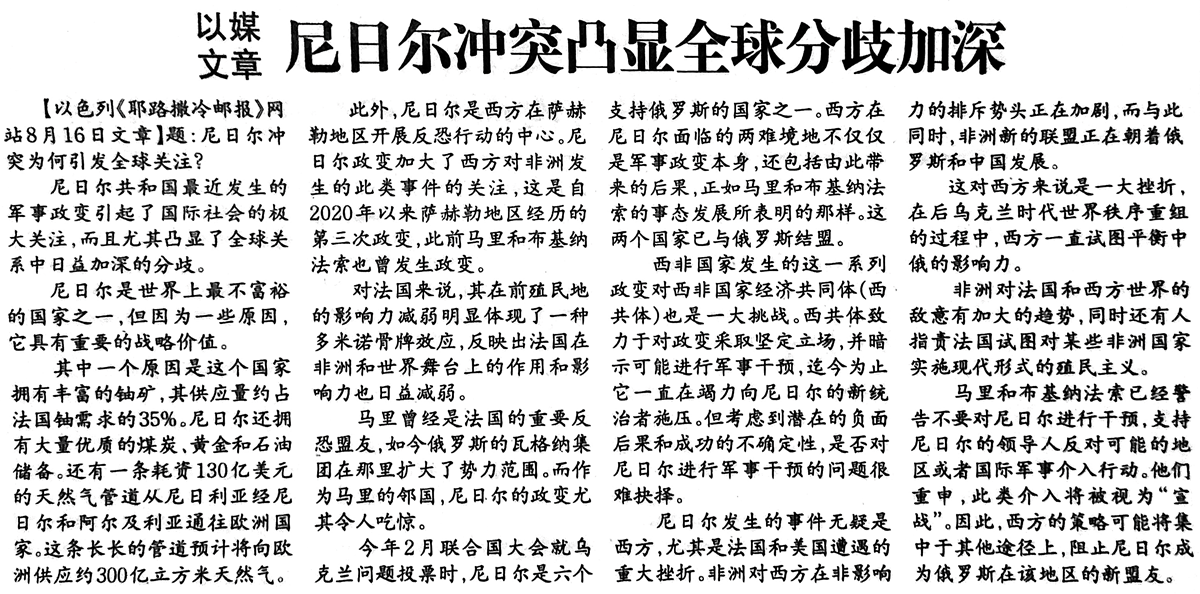 以媒
文章
尼日尔冲突凸显全球分歧加深
【以色列《耶路撒冷邮报》网
站8月16日文章】题:尼日尔冲
突为何引发全球关注?
尼日尔共和国最近发生的
军事政变引起了国际社会的极
大关注,而且尤其凸显了全球关
系中日益加深的分歧。
尼日尔是世界上最不富裕
的国家之一,但因为一些原因,
它具有重要的战略价值。
其中一个原因是这个国家
拥有丰富的铀矿,其供应量约占
法国铀需求的35%。尼日尔还拥
有大量优质的煤炭、黄金和石油
储备。还有一条耗资130亿美元
的天然气管道从尼日利亚经尼
日尔和阿尔及利亚通往欧洲国
家。这条长长的管道预计将向欧
洲供应约300亿立方米天然气。
此外,尼日尔是西方在萨赫
勒地区开展反恐行动的中心。尼
日尔政变加大了西方对非洲发
生的此类事件的关注,这是自
2020年以来萨赫勒地区经历的
第三次政变,此前马里和布基纳
法索也曾发生政变。
对法国来说,其在前殖民地
的影响力减弱明显体现了一种
多米诺骨牌效应,反映出法国在
非洲和世界舞台上的作用和影
响力也日益减弱。
马里曾经是法国的重要反
恐盟友,如今俄罗斯的瓦格纳集
团在那里扩大了势力范围。而作
为马里的邻国,尼日尔的政变尤
其令人吃惊。
今年2月联合国大会就乌
克兰问题投票时,尼日尔是六个
支持俄罗斯的国家之一。西方在
尼日尔面临的两难境地不仅仅
是军事政变本身,还包括由此带
来的后果,正如马里和布基纳法
索的事态发展所表明的那样。这
两个国家已与俄罗斯结盟。
西非国家发生的这一系列
政变对西非国家经济共同体(西
共体)也是一大挑战。西共体致
力于对政变采取坚定立场,并暗
示可能进行军事干预,迄今为止
它一直在竭力向尼日尔的新统
治者施压。但考虑到潜在的负面
后果和成功的不确定性,是否对
尼日尔进行军事干预的问题很
难抉择。
尼日尔发生的事件无疑是
西方,尤其是法国和美国遭遇的
重大挫折。非洲对西方在非影响
力的排斥势头正在加剧,而与此
同时,非洲新的联盟正在朝着俄
罗斯和中国发展。
这对西方来说是一大挫折,
在后乌克兰时代世界秩序重组
的过程中,西方一直试图平衡中
俄的影响力。
非洲对法国和西方世界的
敌意有加大的趋势,同时还有人
指责法国试图对某些非洲国家
实施现代形式的殖民主义。
马里和布基纳法索已经警
告不要对尼日尔进行干预,支持
尼日尔的领导人反对可能的地
区或者国际军事介入行动。他们
重申,此类介入将被视为“宣
战”。因此,西方的策略可能将集
中于其他途径上,阻止尼日尔成
为俄罗斯在该地区的新盟友。